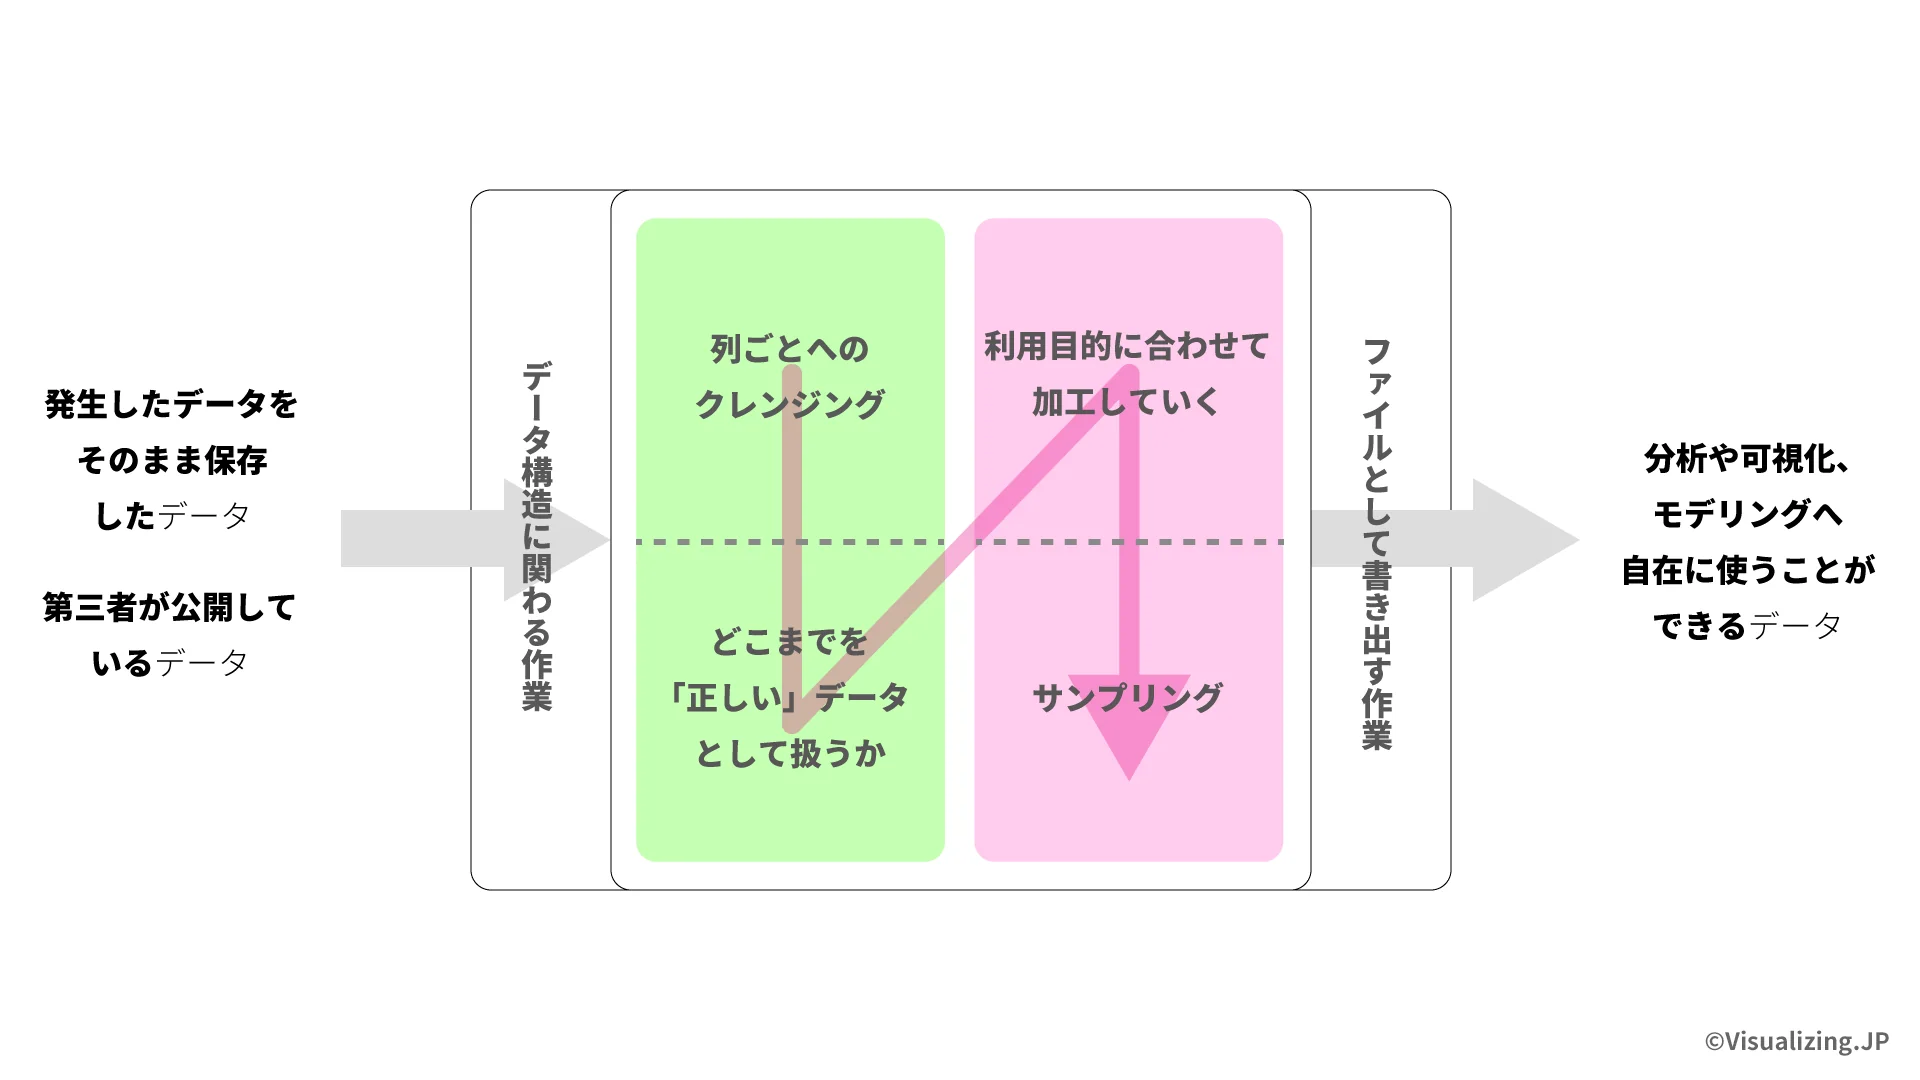 発生したデータを
そのまま保存
したデータ
第三者が公開して
いるデータ
データ構造に関わる作業
列ごとへの
クレンジング
どこまでを
「正しい」データ
として扱うか
利用目的に合わせて
加工していく
サンプリング
ファイルとして書き出す作業
分析や可視化、
モデリングへ
自在に使うことが
できるデータ
©Visualizing.JP